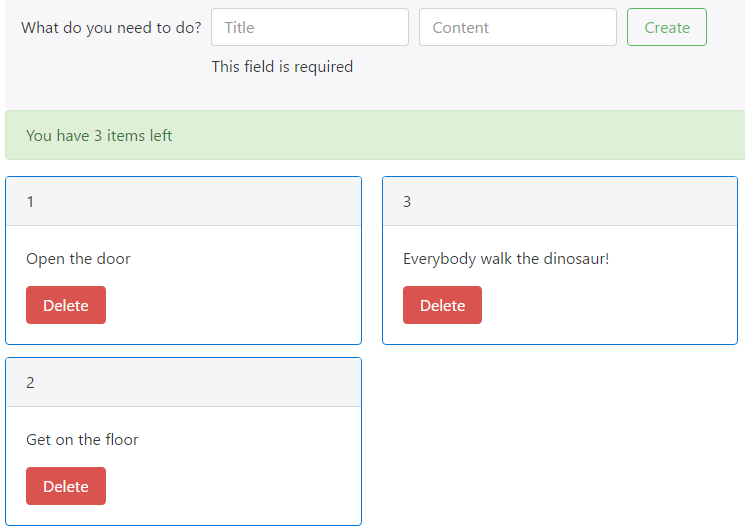 What do you need to do? Title Content Create
This field is required
You have 3 items left
1
Open the door
Delete
2
Get on the floor
Delete
3
Everybody walk the dinosaur!
Delete